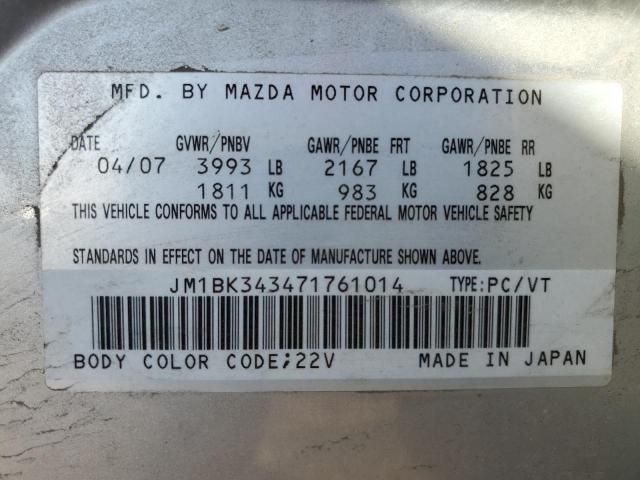 MFD. BY MAZDA MOTOR CORPORATION
DATE GVWR/PNBV GAWR/PNBE FRT GAWR/PNBE RR
04/07 3993 LB 2167 LB 1825 LB
1811 KG 983 KG 828 KG
THIS VEHICLE CONFORMS TO ALL APPLICABLE FEDERAL MOTOR VEHICLE SAFETY
STANDARDS IN EFFECT ON THE DATE OF MANUFACTURE SHOWN ABOVE.
JM1BK343471761014 TYPE:PC/VT
BODY COLOR CODE;22V MADE IN JAPAN